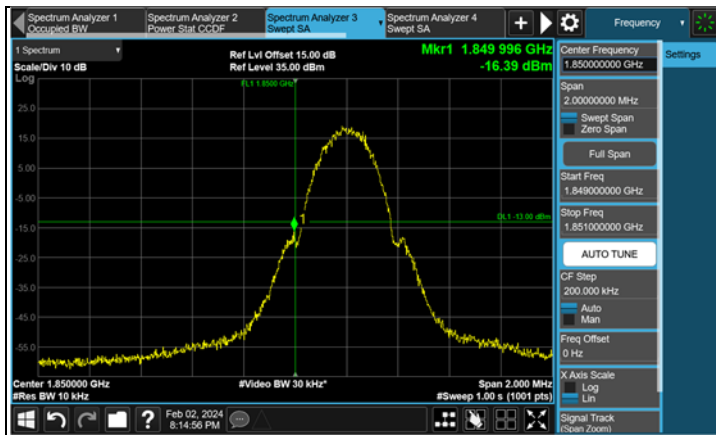 Spectrum Analyzer 1
Occupied BW
Spectrum Analyzer 2
Power Stat CCDF
Spectrum Analyzer 3
Swept SA
Spectrum Analyzer 4
Swept SA
+
Frequency
1 Spectrum
Scale/Div 10 dB
Log
Ref Lvl Offset 15.00 dB
Ref Level 35.00 dBm
Mkr1 1.849 996 GHz
-16.39 dBm
FL1 1.8500 GHz
25.0
15.0
5.00
-5.00
-15.0
-25.0
-35.0
-45.0
-55.0
DL1 -13.00 dBm
1
Center 1.850000 GHz
#Res BW 10 kHz
#Video BW 30 kHz*
Span 2.000 MHz
#Sweep 1.00 s (1001 pts)
Center Frequency
1.850000000 GHz
Settings
Span
2.00000000 MHz
Swept Span
Zero Span
Full Span
Start Freq
1.849000000 GHz
Stop Freq
1.851000000 GHz
AUTO TUNE
CF Step
200.000 kHz
Auto
Man
Freq Offset
0 Hz
X Axis Scale
Log
Lin
Signal Track
(Span Zoom)
?
Feb 02, 2024
8:14:56 PM